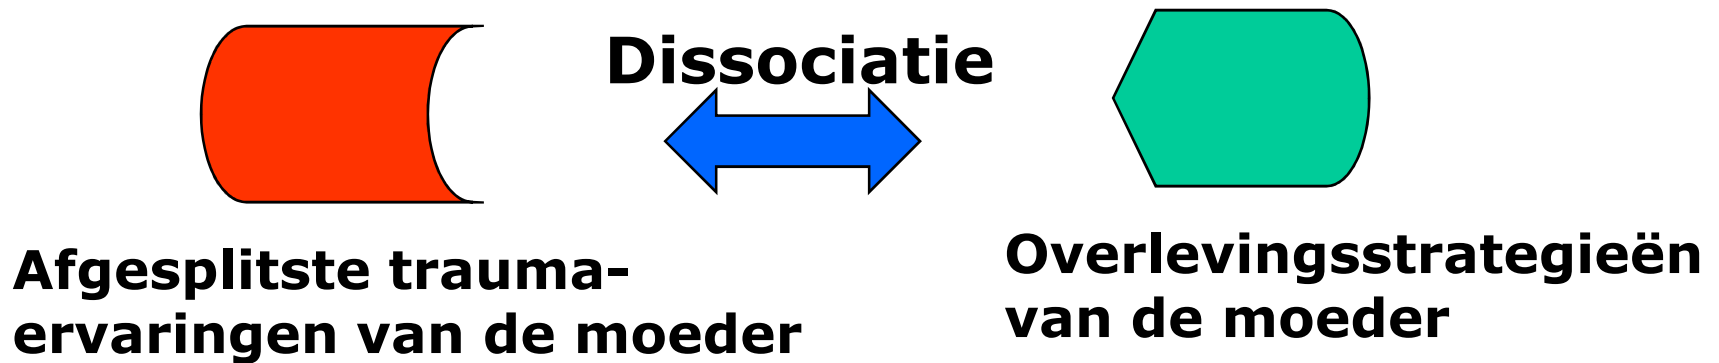 Dissociatie
Afgesplitste trauma-
ervaringen van de moeder
Overlevingsstrategieën
van de moeder